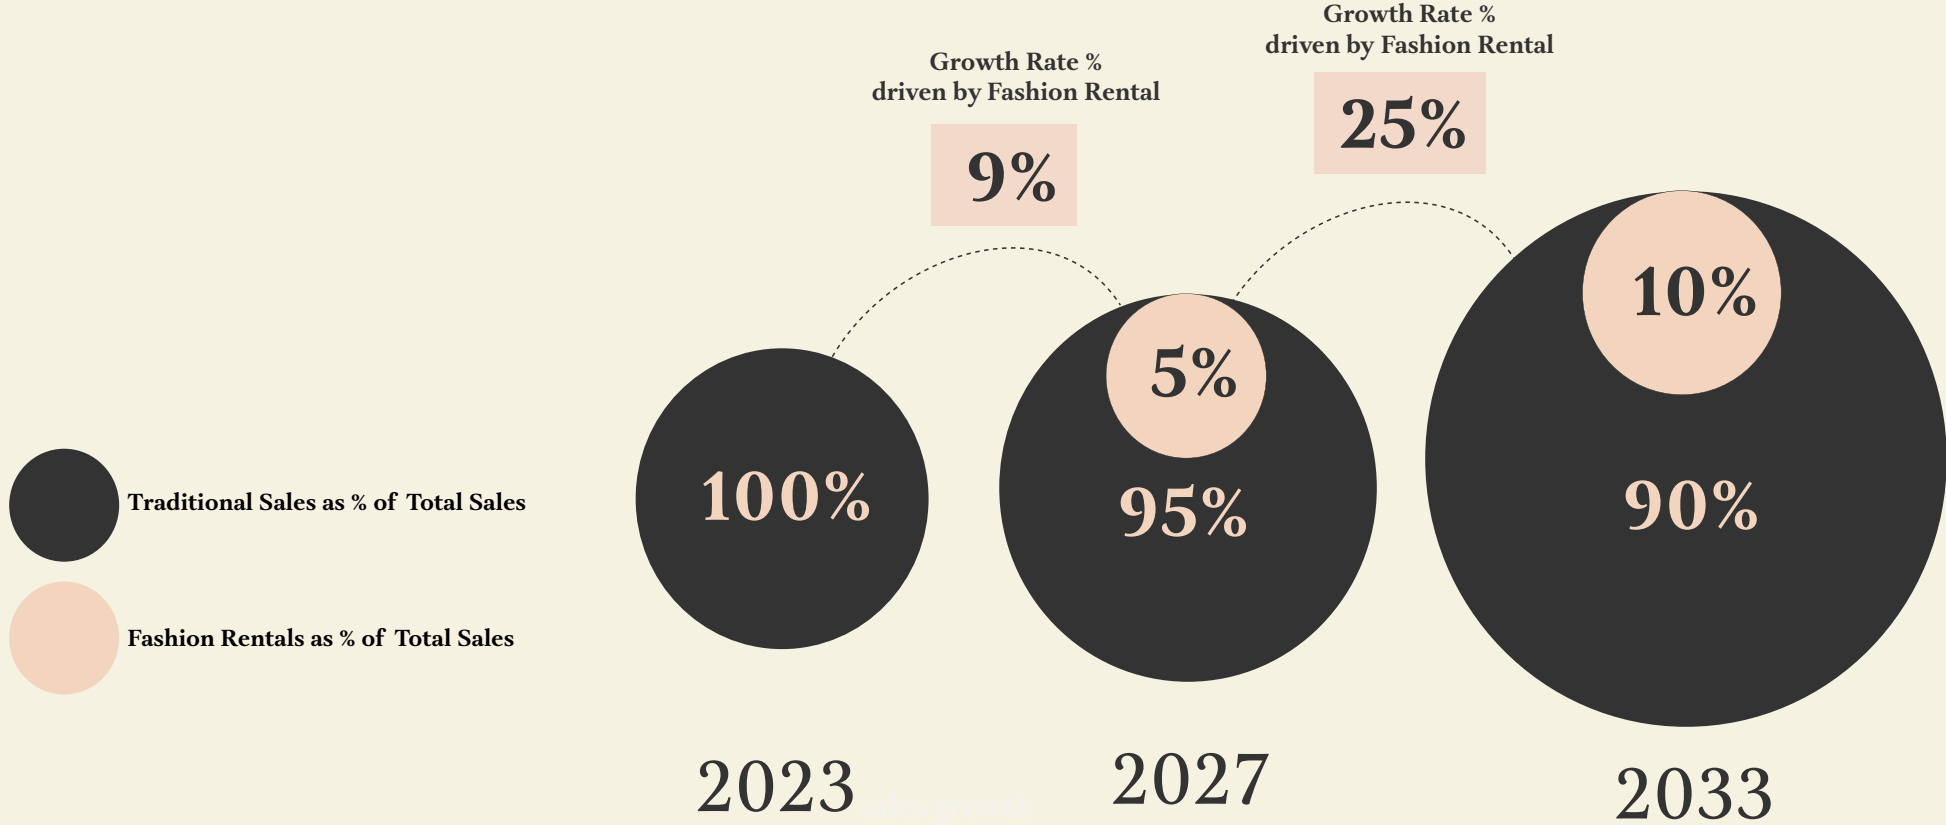 Growth Rate %
driven by Fashion Rental
25%
Growth Rate %
driven by Fashion Rental
9%
10%
5%
100%
95%
90%
Traditional Sales as % of Total Sales
Fashion Rentals as % of Total Sales
2023
2027
2033